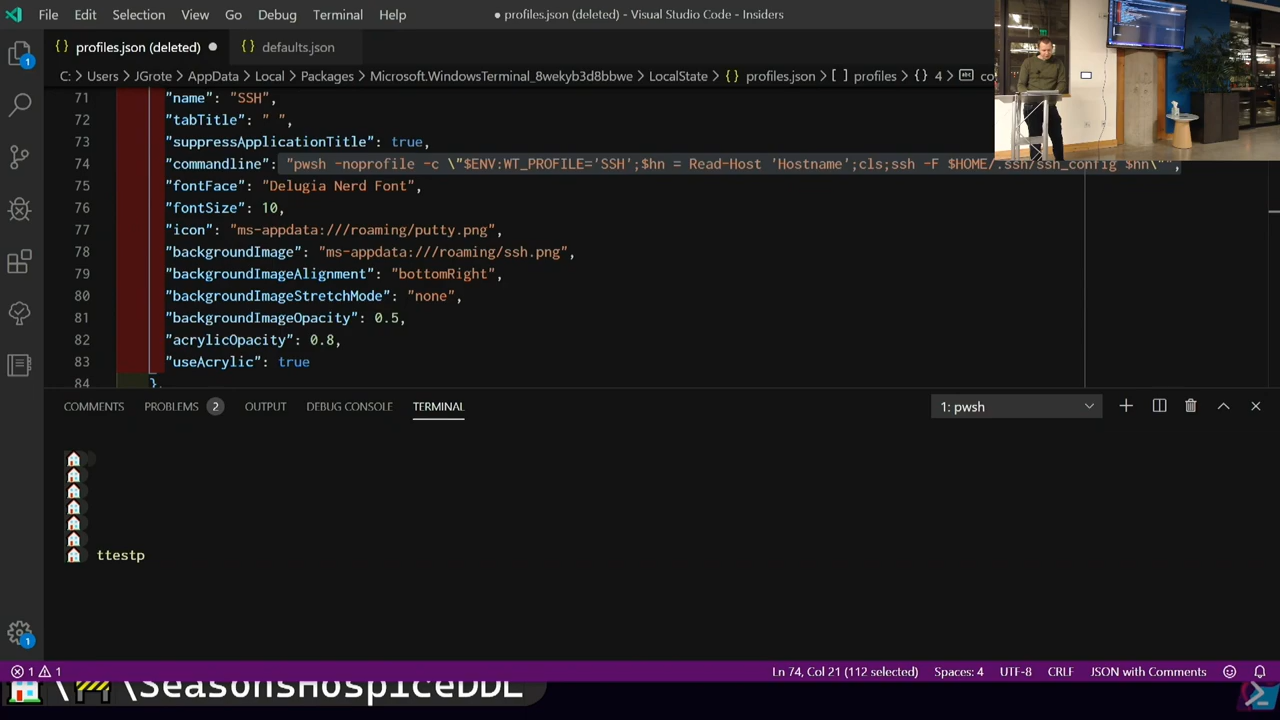 File Edit Selection View Go Debug Terminal Help
● profiles.json (deleted) - Visual Studio Code - Insiders
{} profiles.json (deleted) ● {} defaults.json
C: > Users > JGrote > AppData > Local > Packages > Microsoft.WindowsTerminal_8wekyb3d8bbwe > LocalState > {} profiles.json > [ ] profiles > {} 4 > abc co
71 "name": "SSH",
72 "tabTitle": " ",
73 "suppressApplicationTitle": true,
74 "commandline": "pwsh -noprofile -c \"$ENV:WT_PROFILE='SSH';$hn = Read-Host 'Hostname';cls;ssh -F $HOME/.ssh/ssh_config $hn\"",
75 "fontFace": "Delugia Nerd Font",
76 "fontSize": 10,
77 "icon": "ms-appdata:///roaming/putty.png",
78 "backgroundImage": "ms-appdata:///roaming/ssh.png",
79 "backgroundImageAlignment": "bottomRight",
80 "backgroundImageStretchMode": "none",
81 "backgroundImageOpacity": 0.5,
82 "acrylicOpacity": 0.8,
83 "useAcrylic": true
84 },
1
COMMENTS PROBLEMS 2 OUTPUT DEBUG CONSOLE TERMINAL 1: pwsh
ttestp
1
1 1 Ln 74, Col 21 (112 selected) Spaces: 4 UTF-8 CRLF JSON with Comments
\ \SeasonsHospiceDDL